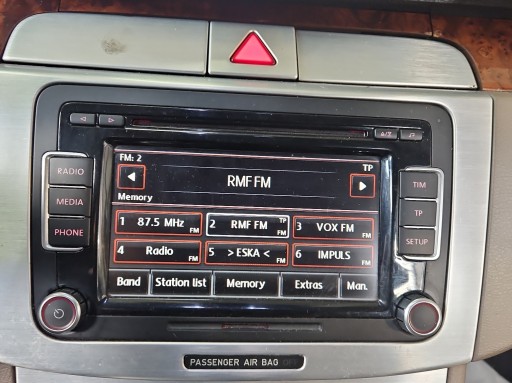 FM: 2
TP
RMF FM
Memory
RADIO
MEDIA
PHONE
TIM
TP
SETUP
1 87.5 MHz FM
2 RMF FM TP FM
3 VOX FM FM
4 Radio FM
5 >ESKA < FM
6 IMPULS FM
Band
Station list
Memory
Extras
Man.
PASSENGER AIR BAG OFF